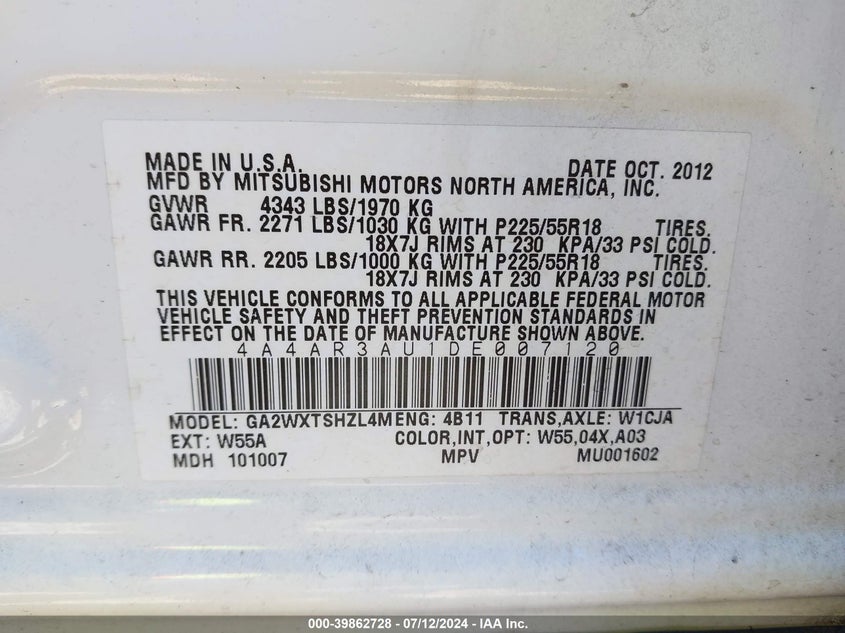 MADE IN U.S.A. DATE OCT. 2012
MFD BY MITSUBISHI MOTORS NORTH AMERICA, INC.
GVWR 4343 LBS/1970 KG
GAWR FR. 2271 LBS/1030 KG WITH P225/55R18 TIRES.
18X7J RIMS AT 230 KPA/33 PSI COLD.
GAWR RR. 2205 LBS/1000 KG WITH P225/55R18 TIRES.
18X7J RIMS AT 230 KPA/33 PSI COLD.
THIS VEHICLE CONFORMS TO ALL APPLICABLE FEDERAL MOTOR
VEHICLE SAFETY AND THEFT PREVENTION STANDARDS IN
EFFECT ON THE DATE OF MANUFACTURE SHOWN ABOVE.
4A4AR3AU1DE007120
MODEL: GA2WXTSHZL4MENG: 4B11 TRANS,AXLE: W1CJA
EXT: W55A COLOR,INT,OPT: W55,04X,A03
MDH 101007 MPV MU001602
000-39862728 - 07/12/2024 - IAA Inc.